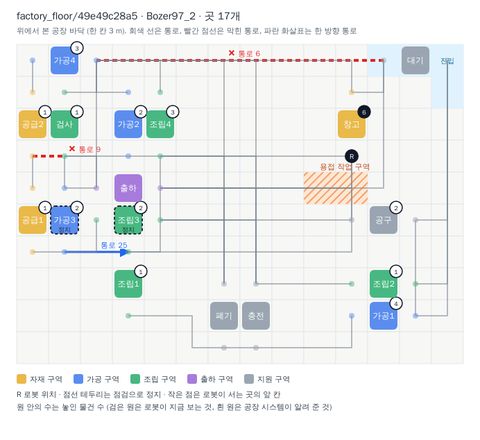 factory_floor/49e49c28a5 · Bozer97_2 · 곳 17개
위에서 본 공장 바닥 (한 칸 3 m). 회색 선은 통로, 빨간 점선은 막힌 통로, 파란 화살표는 한 방향 통로
✕ 통로 6
3
가공4
대기
진입
1
1
2
3
6
공급2
검사
가공2
조립4
창고
✕ 통로 9
R
용접 작업 구역
출하
1
2
2
2
공급1
가공3
정지
조립3
정지
공구
통로 25
1
1
조립1
조립2
4
폐기
충전
가공1
자재 구역
가공 구역
조립 구역
출하 구역
지원 구역
R 로봇 위치 · 점선 테두리는 점검으로 정지 · 작은 점은 로봇이 서는 곳의 앞 칸
원 안의 수는 놓인 물건 수 (검은 원은 로봇이 지금 보는 것, 흰 원은 공장 시스템이 알려 준 것)